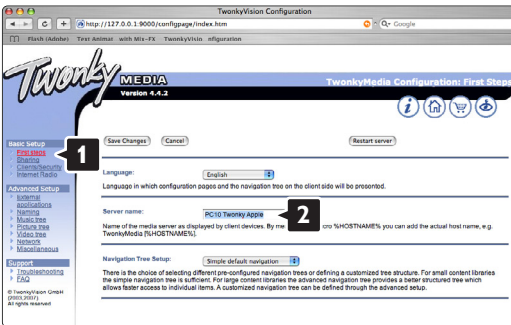 TwonkyVision Configuration
http://127.0.0.1:9000/configpage/index.htm
Google
Flash (Adobe) Text Animat with Mix-FX TwonkyVisio nfiguration
Twonky MEDIA
Version 4.4.2
TwonkyMedia Configuration: First Steps
Save Changes Cancel Restart server
Basic Setup
First steps
Sharing
Clients/Security
Internet Radio
1
Advanced Setup
External
applications
Naming
Music tree
Picture tree
Video tree
Network
Miscellaneous
Support
Troubleshooting
FAQ
© TwonkyVision GmbH
(2003,2007)
All rights reserved
Language: English
Language in which configuration pages and the navigation tree on the client side will be presented.
Server name: PC10 Twonky Apple
2
Name of the media server as displayed by client devices. By me cro %HOSTNAME% you can add the actual host name, e.g.
TwonkyMedia [%HOSTNAME%].
Navigation Tree Setup: Simple default navigation
There is the choice of selecting different pre-configured navigation trees or defining a customized tree structure. For small content libraries
the simple navigation tree is sufficient. For large content libraries the advanced navigation tree provides a better structured tree which
allows faster access to individual items. A customized navigation tree can be defined through the advanced setup.